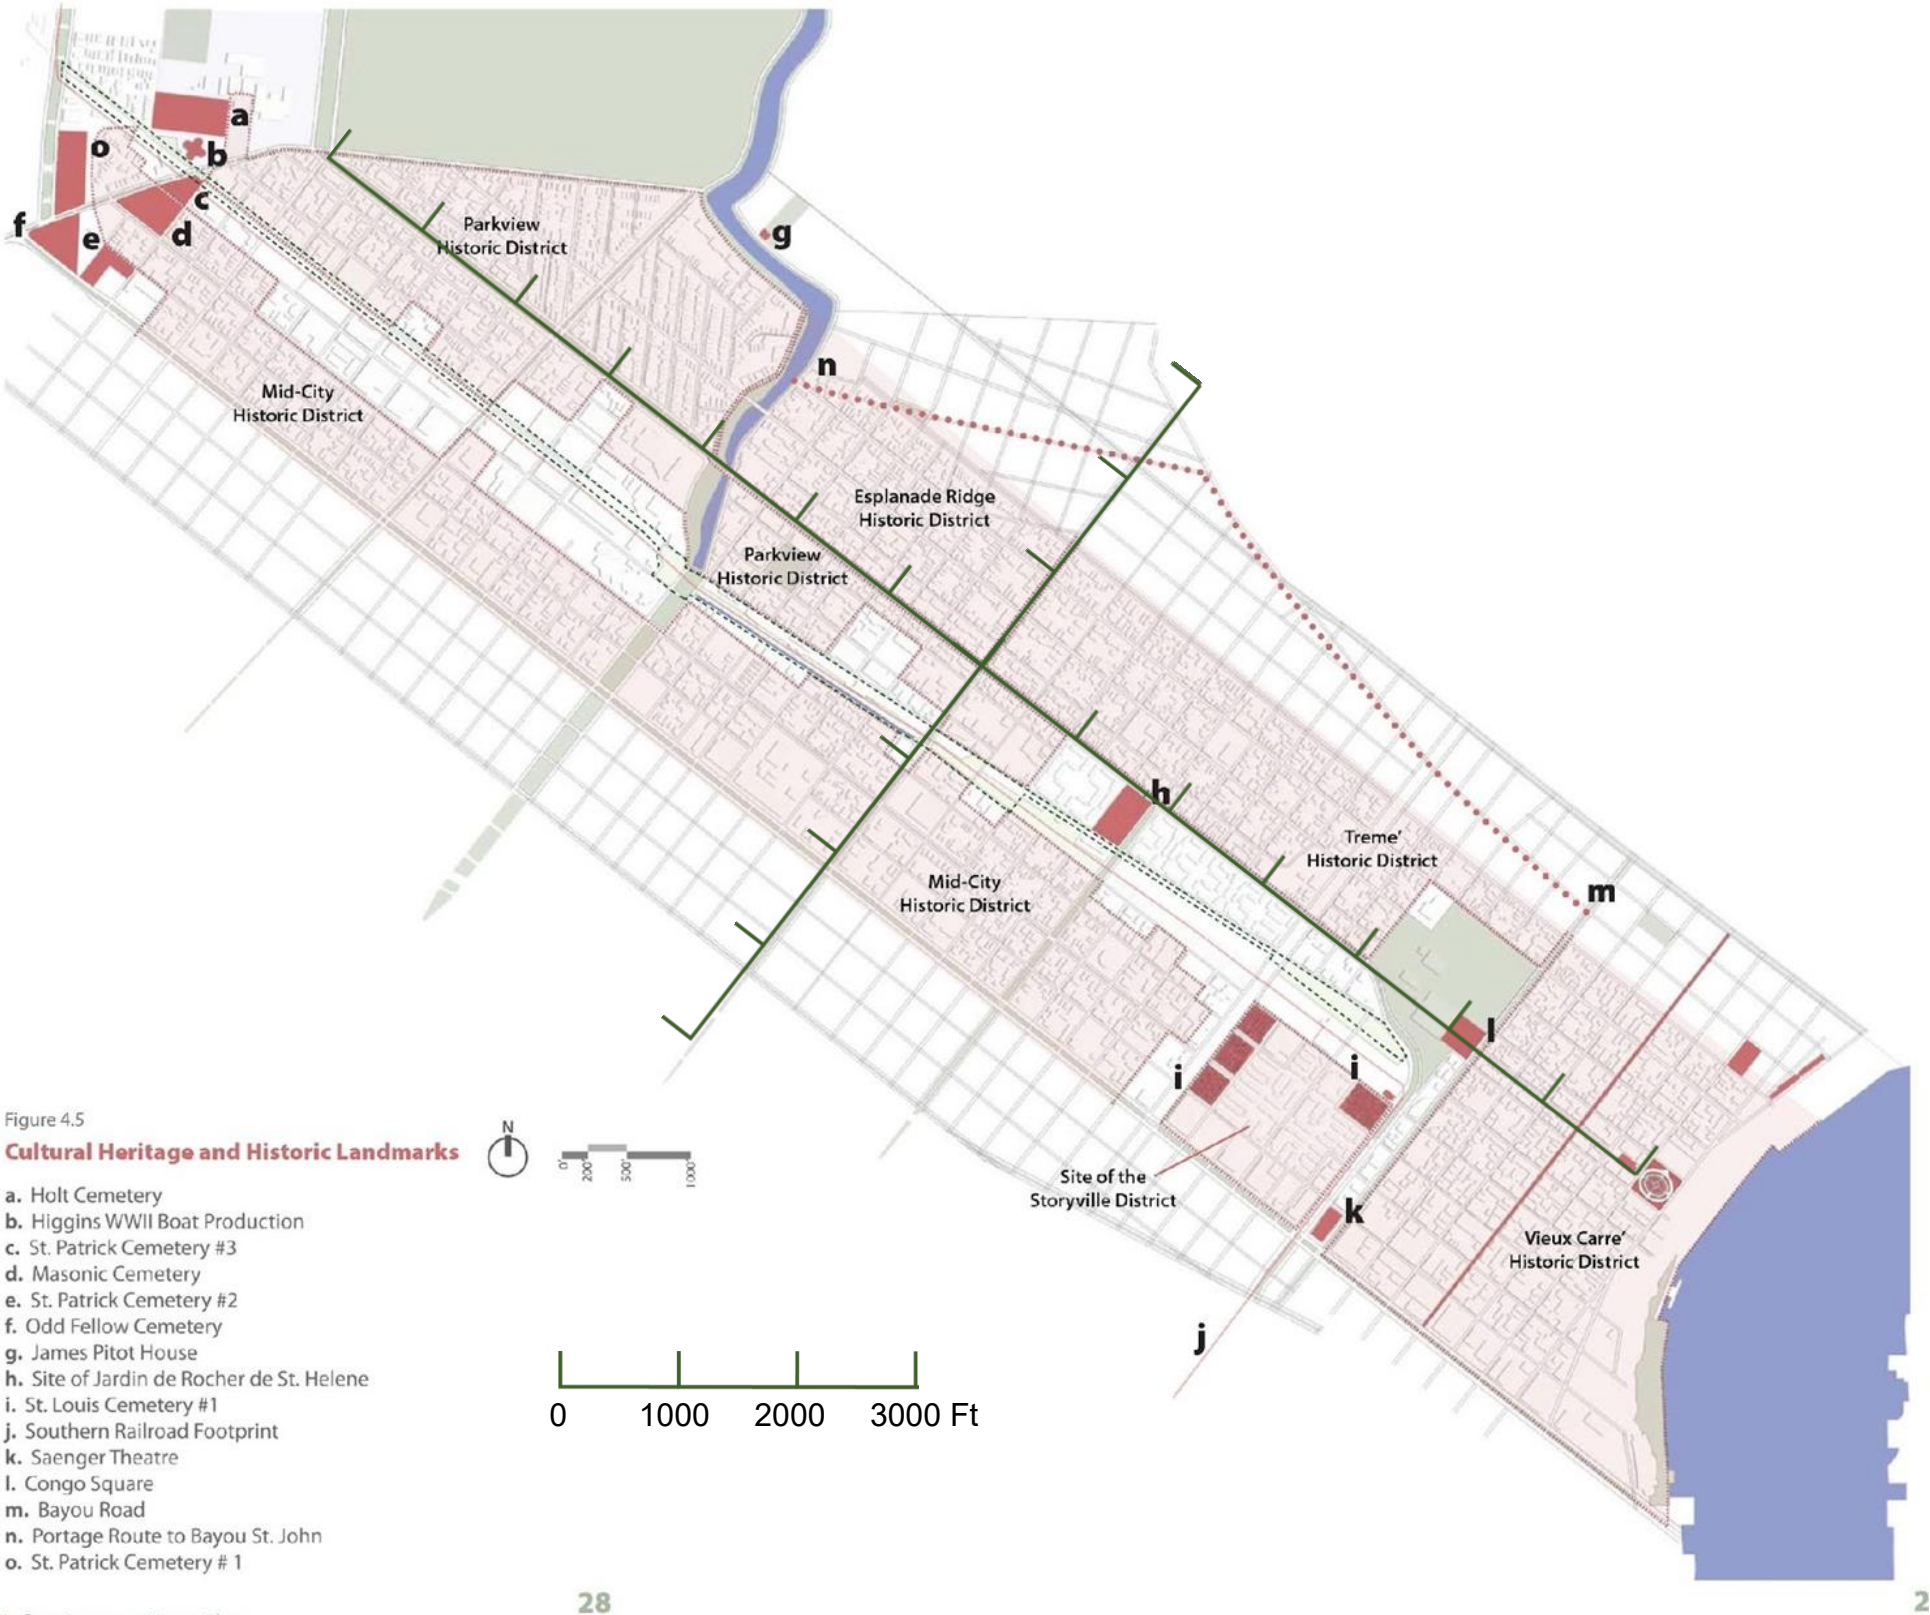 a
o
b
c
f
e
d
g
Parkview
Historic District
n
Mid-City
Historic District
Esplanade Ridge
Historic District
Parkview
Historic District
h
Treme'
Historic District
m
Mid-City
Historic District
l
i
i
Site of the
Storyville District
k
Vieux Carre'
Historic District
j
Figure 4.5
Cultural Heritage and Historic Landmarks
N
0'
200'
500'
1000'
a. Holt Cemetery
b. Higgins WWII Boat Production
c. St. Patrick Cemetery #3
d. Masonic Cemetery
e. St. Patrick Cemetery #2
f. Odd Fellow Cemetery
g. James Pitot House
h. Site of Jardin de Rocher de St. Helene
i. St. Louis Cemetery #1
j. Southern Railroad Footprint
k. Saenger Theatre
l. Congo Square
m. Bayou Road
n. Portage Route to Bayou St. John
o. St. Patrick Cemetery # 1
0 1000 2000 3000 Ft
28
2